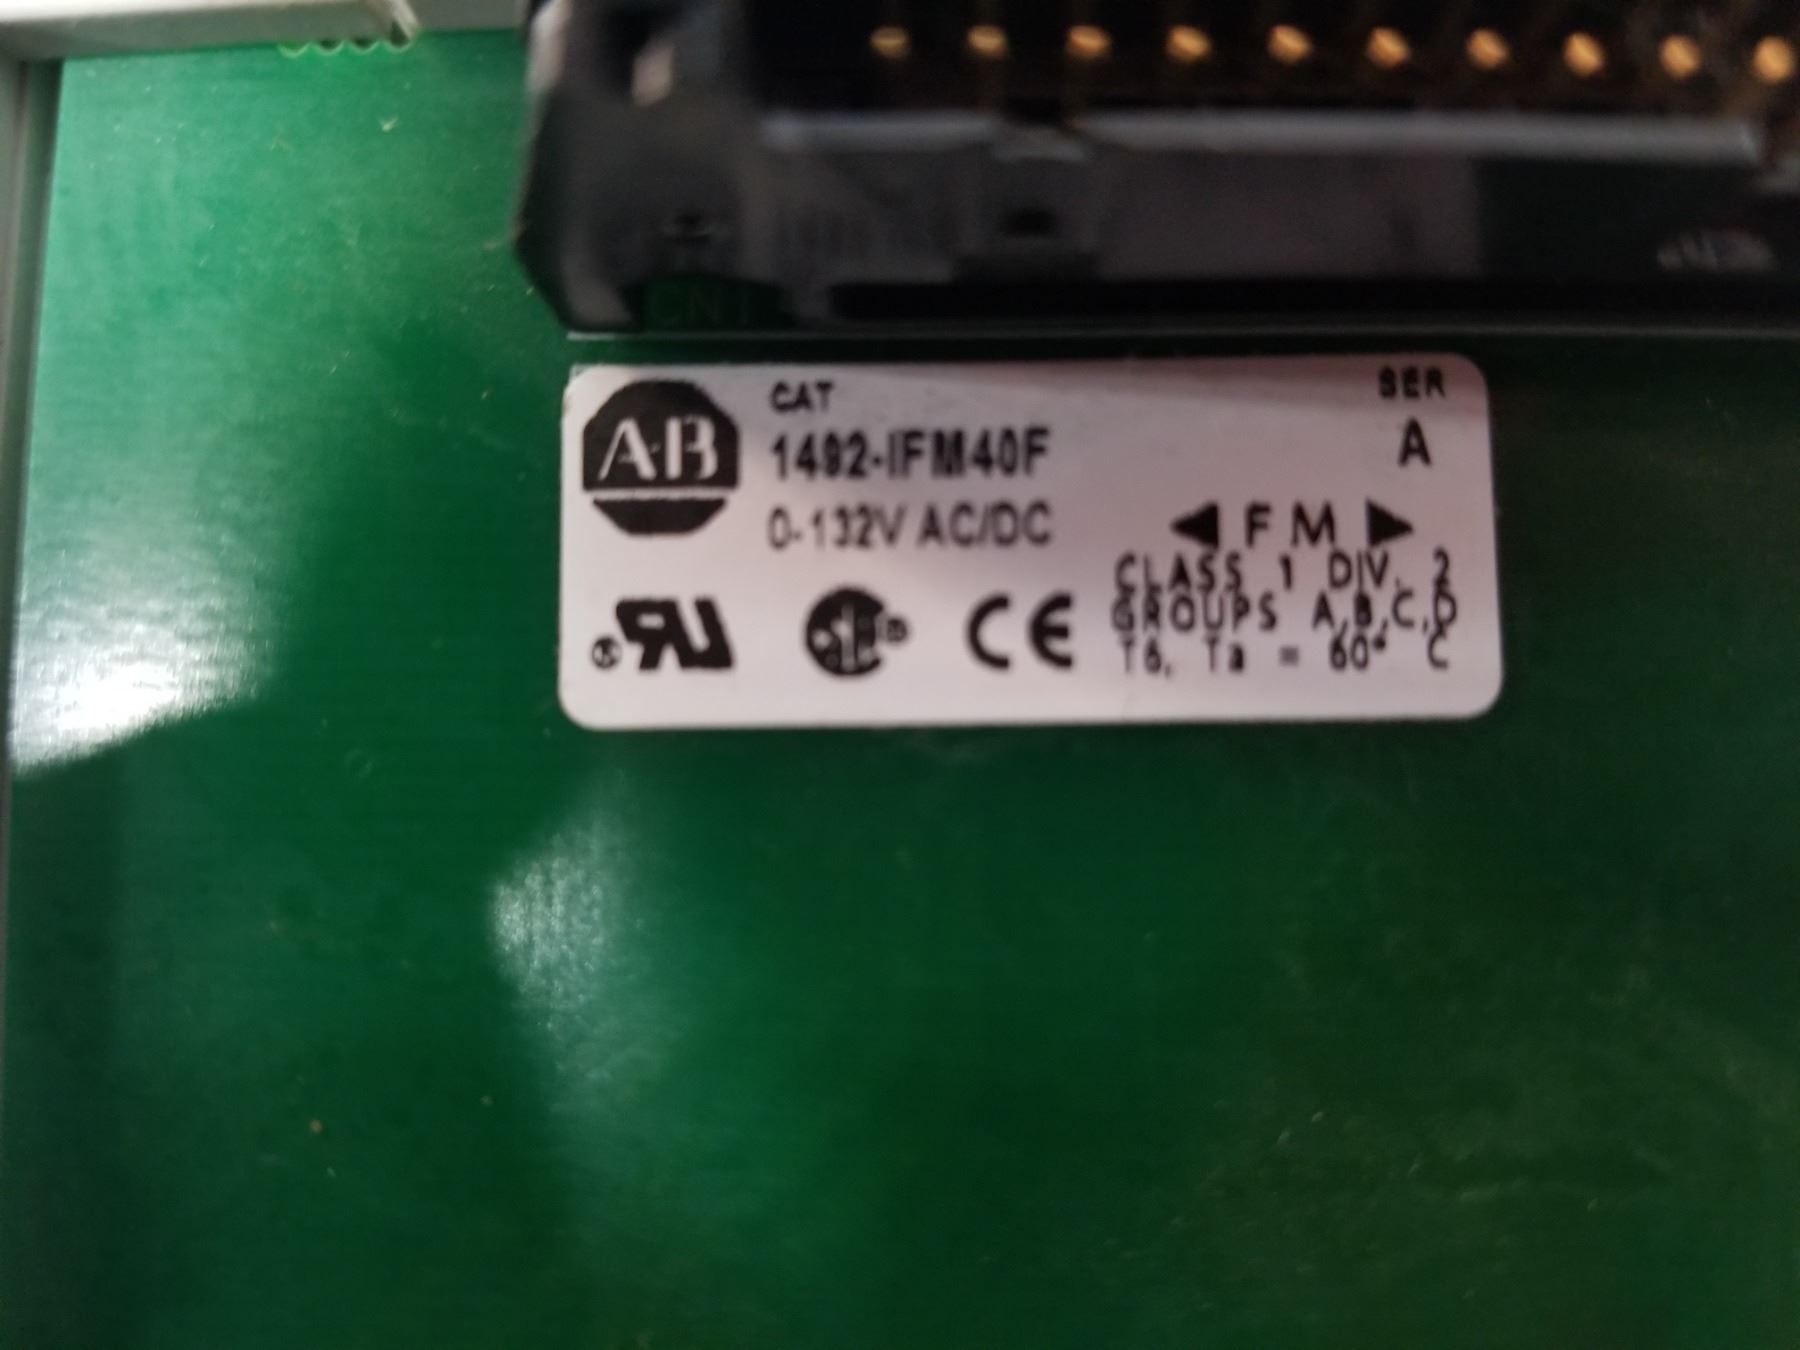 CN1
CAT
SER
AB
1492-IFM40F
A
0-132V AC/DC
FM
CLASS 1 DIV. 2
GROUPS A,B,C,D
T6, Ta = 60° C
CE